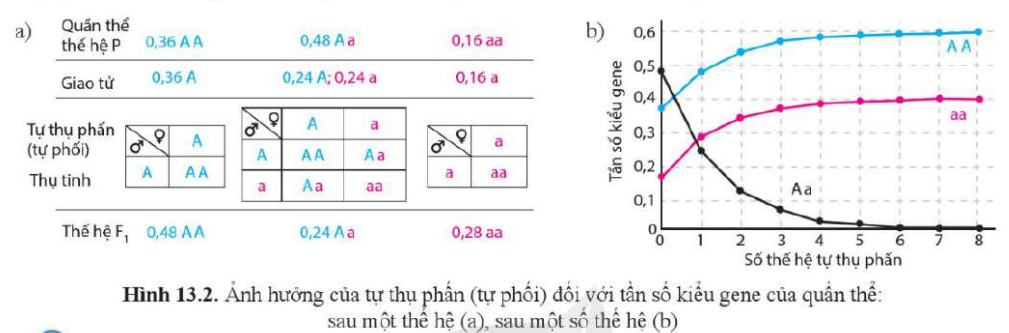 a)
Quần thể
thế hệ P
0,36 AA
0,48 Aa
0,16 aa
Giao tử
0,36 A
0,24 A; 0,24 a
0,16 a
Tự thụ phấn
(tự phối)
Thụ tinh
♂ ♀ A
A AA
♂ ♀ A a
A AA Aa
a Aa aa
♂ ♀ a
a aa
Thế hệ F₁
0,48 AA
0,24 Aa
0,28 aa
b)
Tần số kiểu gene
0,6
0,5
0,4
0,3
0,2
0,1
0
AA
aa
Aa
0 1 2 3 4 5 6 7 8
Số thế hệ tự thụ phấn
Hình 13.2. Ảnh hưởng của tự thụ phấn (tự phối) đối với tần số kiểu gene của quần thể:
sau một thế hệ (a), sau một số thế hệ (b)